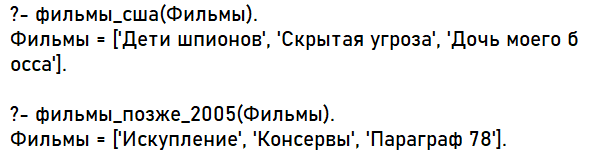 ?- фильмы_сша(Фильмы).
Фильмы = ['Дети шпионов', 'Скрытая угроза', 'Дочь моего б
осса'].
?- фильмы_позже_2005(Фильмы).
Фильмы = ['Искупление', 'Консервы', 'Параграф 78'].